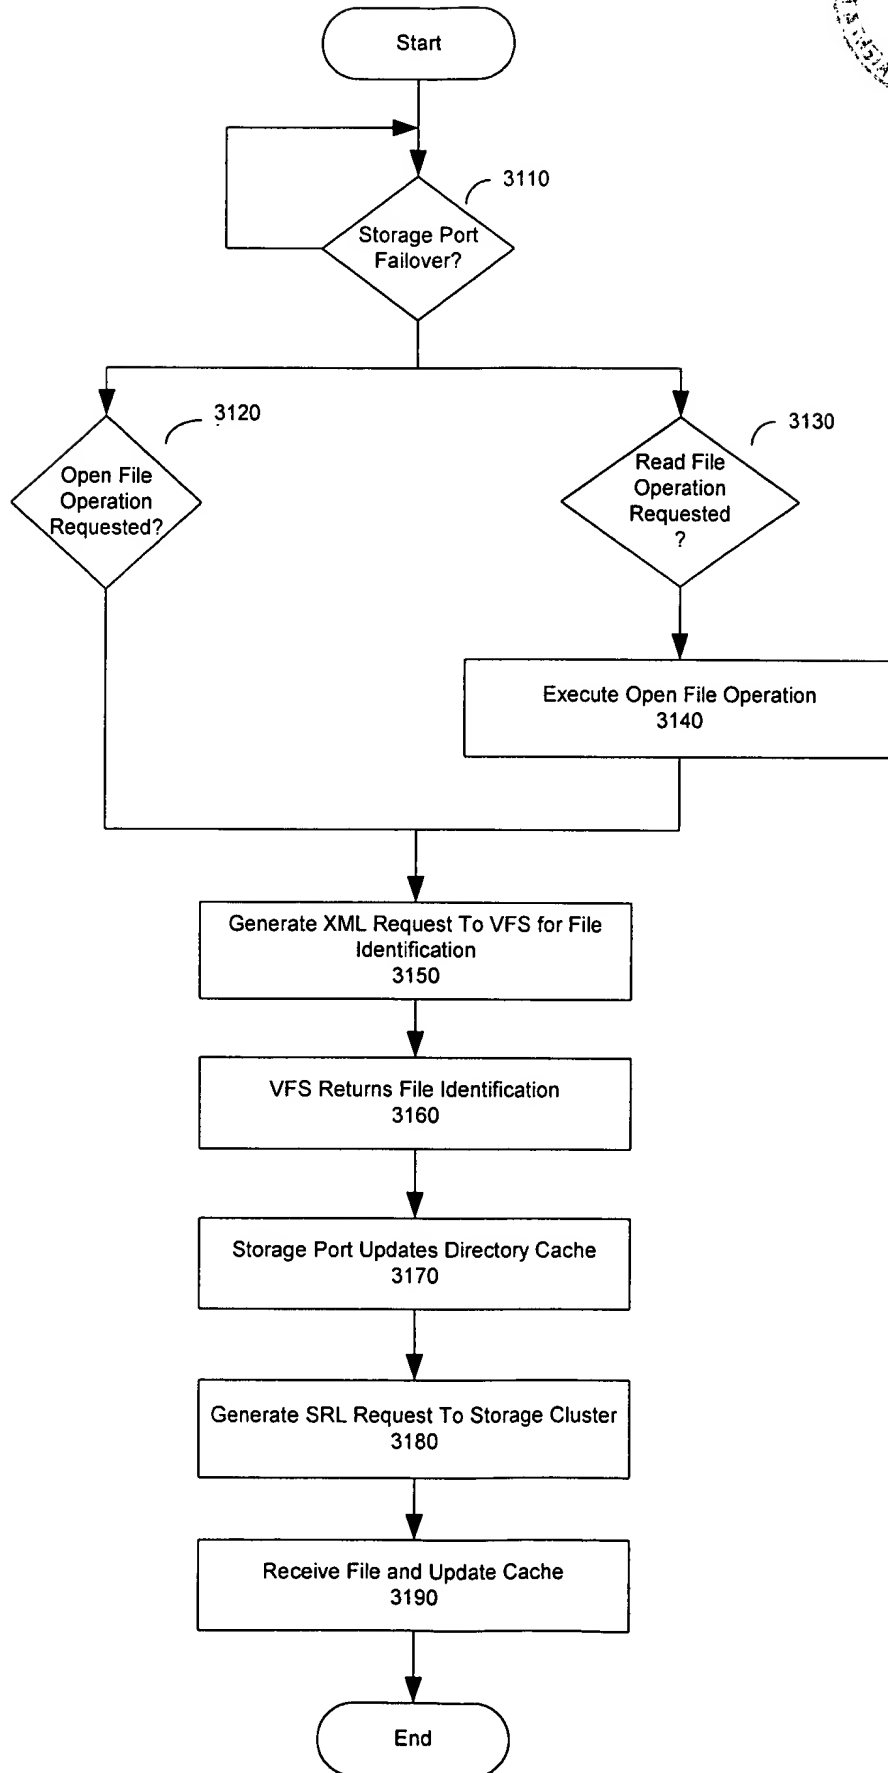 Start
3110
Storage Port
Failover?
3120
Open File
Operation
Requested?
3130
Read File
Operation
Requested
?
Execute Open File Operation
3140
Generate XML Request To VFS for File
Identification
3150
VFS Returns File Identification
3160
Storage Port Updates Directory Cache
3170
Generate SRL Request To Storage Cluster
3180
Receive File and Update Cache
3190
End